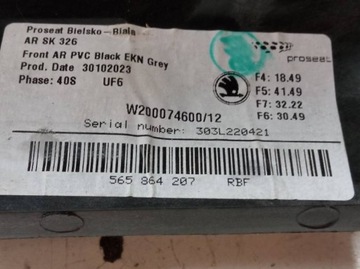 Proseat Bielsko-Biala
AR SK 326
Front AR PVC Black EKN Grey
Prod. Date 30102023
Phase: 40S UF6
proseat
F4: 18.49
F5: 41.49
F7: 32.22
F6: 30.49
W200074600/12
Serial number: 303L220421
565 864 207 RBF